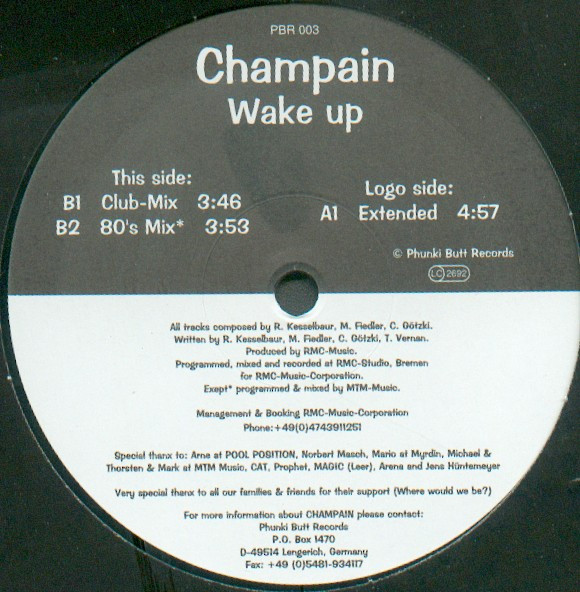 PBR 003
Champain
Wake up
This side:
B1 Club-Mix 3:46
B2 80's Mix* 3:53
Logo side:
A1 Extended 4:57
© Phunki Butt Records
LC 2692
All tracks composed by R. Kesselbaur, M. Fiedler, C. Götzki.
Written by R. Kesselbaur, M. Fiedler, C. Götzki, T. Vernan.
Produced by RMC-Music.
Programmed, mixed and recorded at RMC-Studio, Bremen
for RMC-Music-Corporation.
Exept* programmed & mixed by MTM-Music.
Management & Booking RMC-Music-Corporation
Phone:+49(0)4743911251
Special thanx to: Arne at POOL POSITION, Norbert Masch, Mario at Myrdin, Michael &
Thorsten & Mark at MTM Music, CAT, Prophet, MAGIC (Leer), Arena and Jens Hüntemeyer
Very special thanx to all our families & friends for their support (Where would we be?)
For more information about CHAMPAIN please contact:
Phunki Butt Records
P.O. Box 1470
D-49514 Lengerich, Germany
Fax: +49 (0)5481-934117